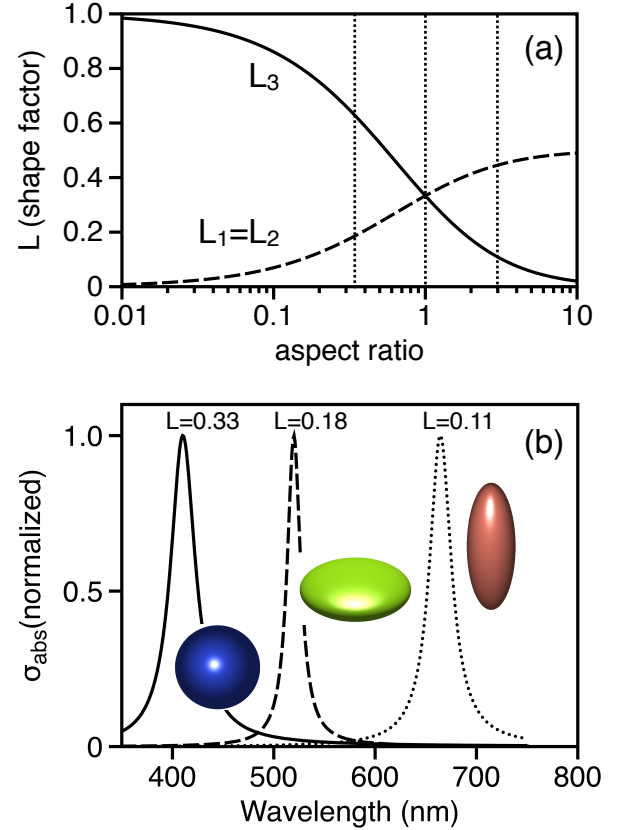 1.0
(a)
L₃
0.8
0.6
0.4
L₁=L₂
0.2
0
L (shape factor)
0.01 0.1 1 10
aspect ratio
L=0.33 L=0.18 L=0.11
1.0
(b)
0.5
0
σabs(normalized)
400 500 600 700 800
Wavelength (nm)